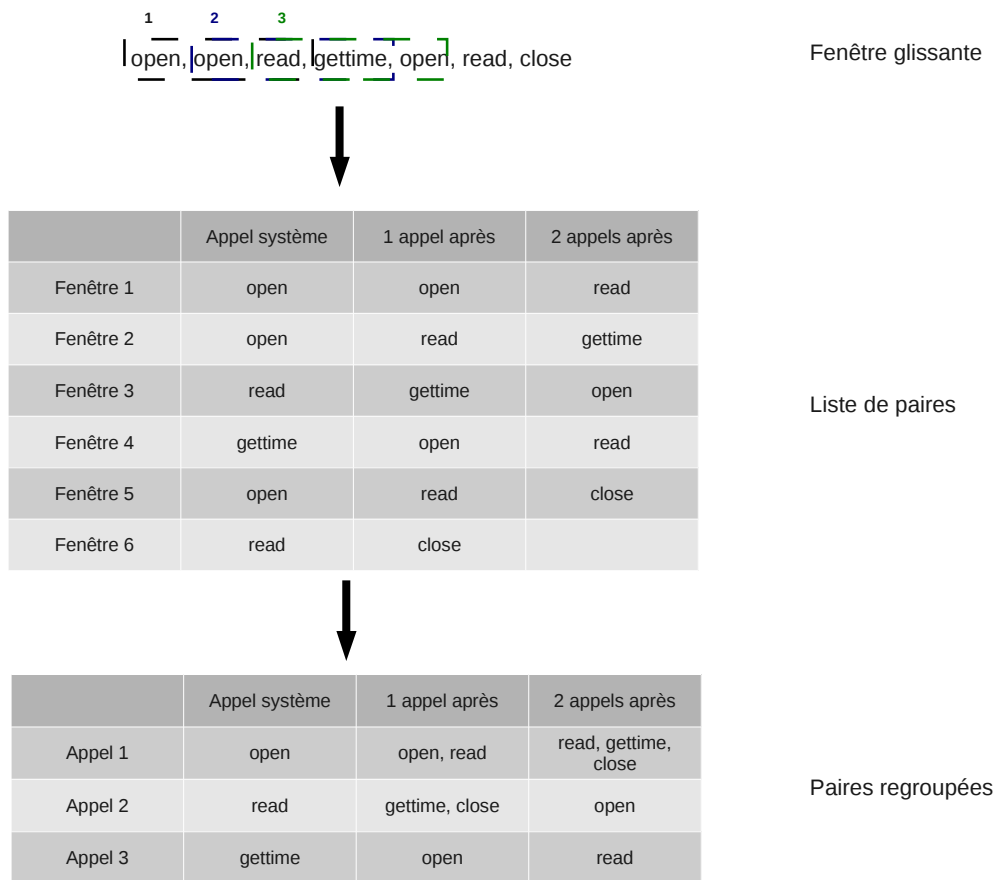 1 2 3
open, open, read, gettime, open, read, close
Fenêtre glissante
Appel système 1 appel après 2 appels après
Fenêtre 1 open open read
Fenêtre 2 open read gettime
Fenêtre 3 read gettime open
Fenêtre 4 gettime open read
Fenêtre 5 open read close
Fenêtre 6 read close
Liste de paires
Appel système 1 appel après 2 appels après
Appel 1 open open, read read, gettime,
close
Appel 2 read gettime, close open
Appel 3 gettime open read
Paires regroupées